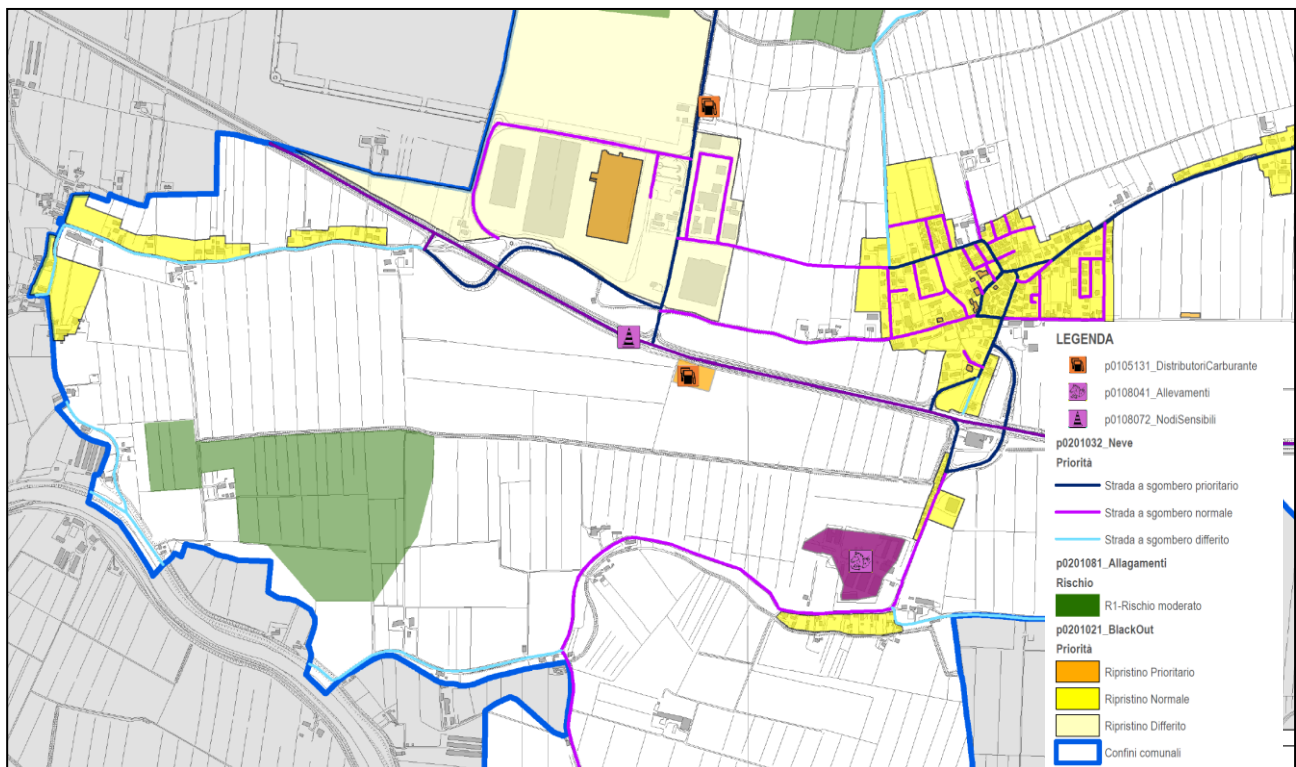 LEGENDA
p0105131_DistributoriCarburante
p0108041_Allevamenti
p0108072_NodiSensibili
p0201032_Neve
Priorità
Strada a sgombero prioritario
Strada a sgombero normale
Strada a sgombero differito
p0201081_Allagamenti
Rischio
R1-Rischio moderato
p0201021_BlackOut
Priorità
Ripristino Prioritario
Ripristino Normale
Ripristino Differito
Confini comunali